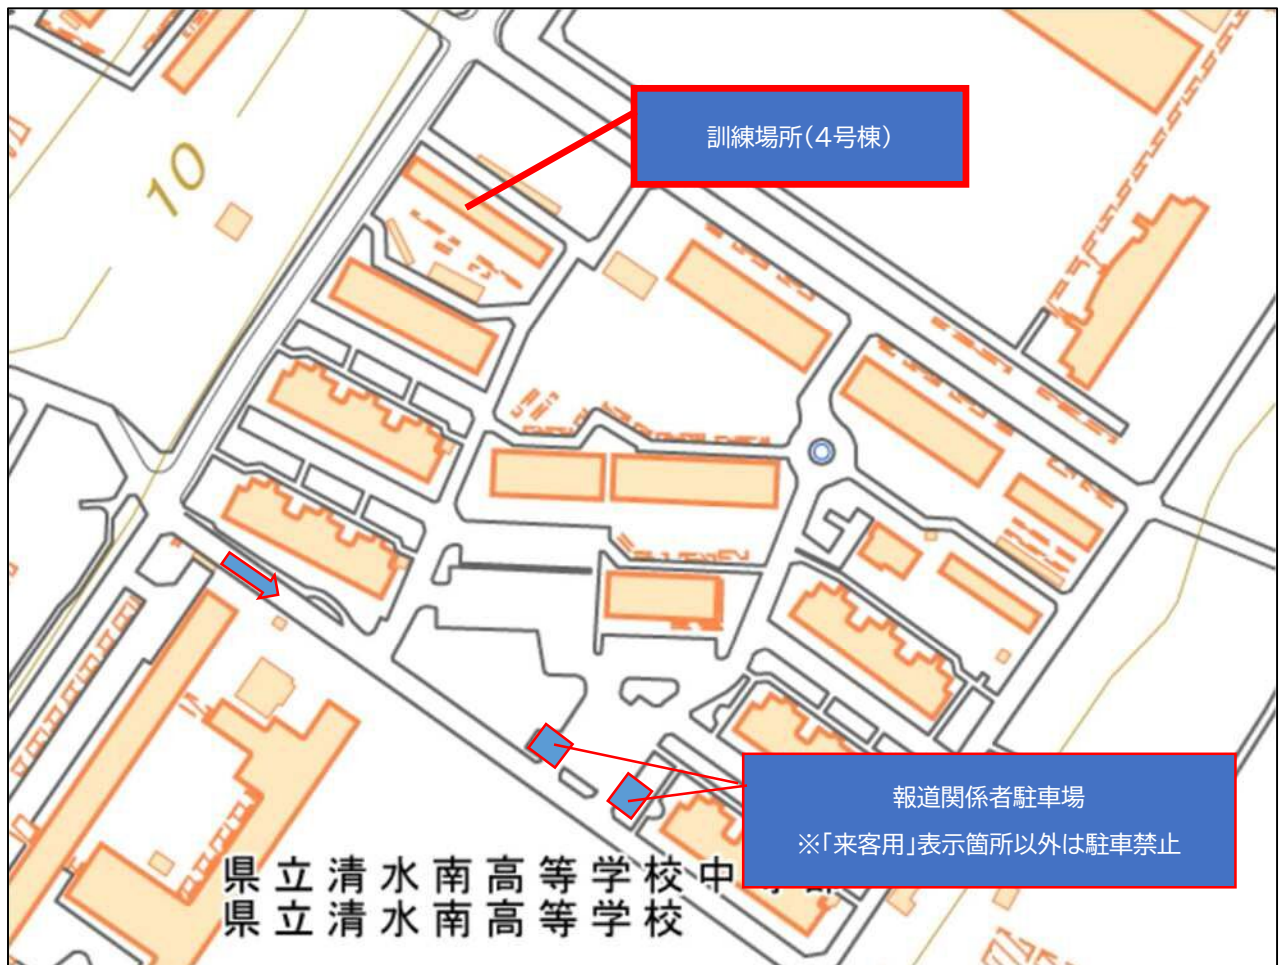 訓練場所(4号棟)
10
報道関係者駐車場
※「来客用」表示箇所以外は駐車禁止
県立清水南高等学校中
県立清水南高等学校